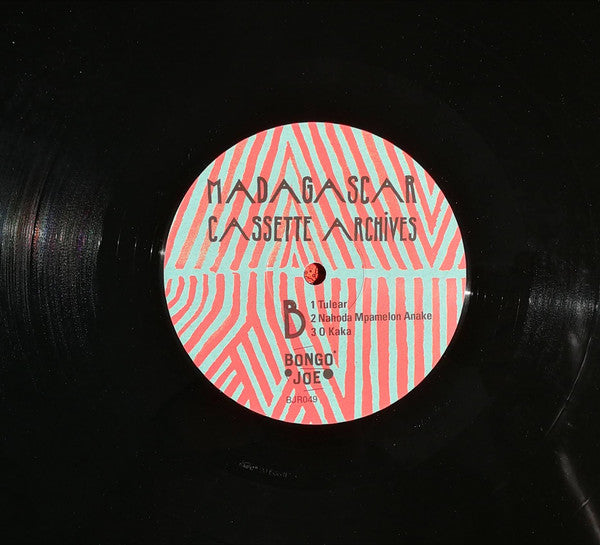 MADAGASCAR
CASSETTE ARCHIVES
B
1 Tulear
2 Nahoda Mpamelon Anake
3 O Kaka
BONGO
JOE
BJR049